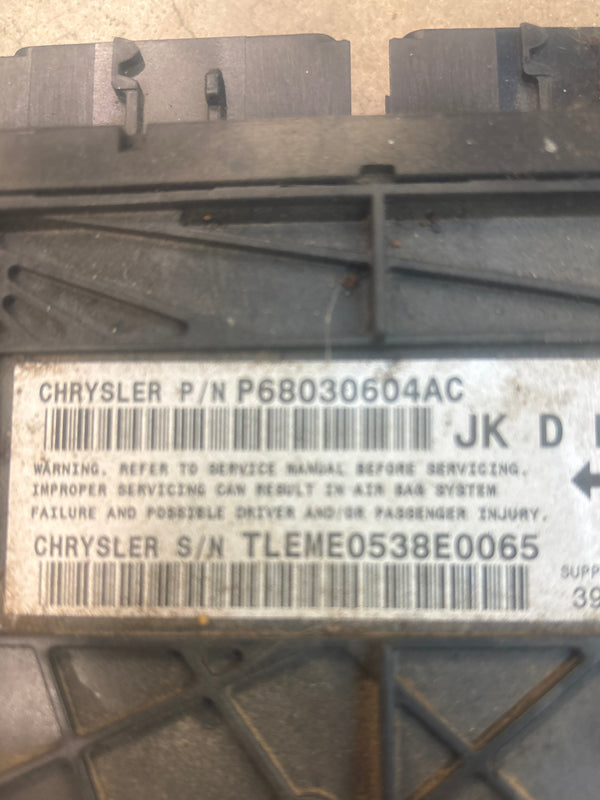 CHRYSLER P/N P68030604AC
JK D
WARNING. REFER TO SERVICE MANUAL BEFORE SERVICING.
IMPROPER SERVICING CAN RESULT IN AIR BAG SYSTEM
FAILURE AND POSSIBLE DRIVER AND/OR PASSENGER INJURY.
CHRYSLER S/N TLEME0538E0065
SUPP
39